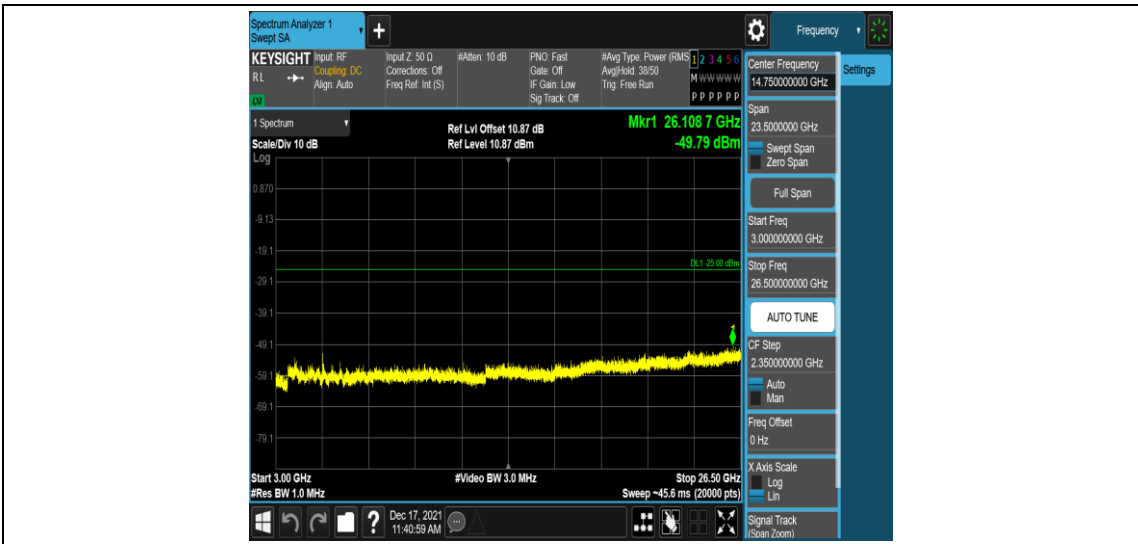 Spectrum Analyzer 1
Swept SA
+
Frequency
KEYSIGHT
RL
LXI
Input: RF
Coupling: DC
Align: Auto
Input Z: 50 Ω
Corrections: Off
Freq Ref: Int (S)
#Atten: 10 dB
PNO: Fast
Gate: Off
IF Gain: Low
Sig Track: Off
#Avg Type: Power (RMS
Avg|Hold: 38/50
Trig: Free Run
1 2 3 4 5 6
M W W W W W
P P P P P P
1 Spectrum
Scale/Div 10 dB
Log
Ref Lvl Offset 10.87 dB
Ref Level 10.87 dBm
Mkr1 26.108 7 GHz
-49.79 dBm
0.870
-9.13
-19.1
DL1 -25.00 dBm
-29.1
-39.1
1
-49.1
-59.1
-69.1
-79.1
Start 3.00 GHz
#Video BW 3.0 MHz
Stop 26.50 GHz
#Res BW 1.0 MHz
Sweep ~45.6 ms (20000 pts)
?
Dec 17, 2021
11:40:59 AM
Settings
Center Frequency
14.750000000 GHz
Span
23.5000000 GHz
Swept Span
Zero Span
Full Span
Start Freq
3.000000000 GHz
Stop Freq
26.500000000 GHz
AUTO TUNE
CF Step
2.350000000 GHz
Auto
Man
Freq Offset
0 Hz
X Axis Scale
Log
Lin
Signal Track
(Span Zoom)